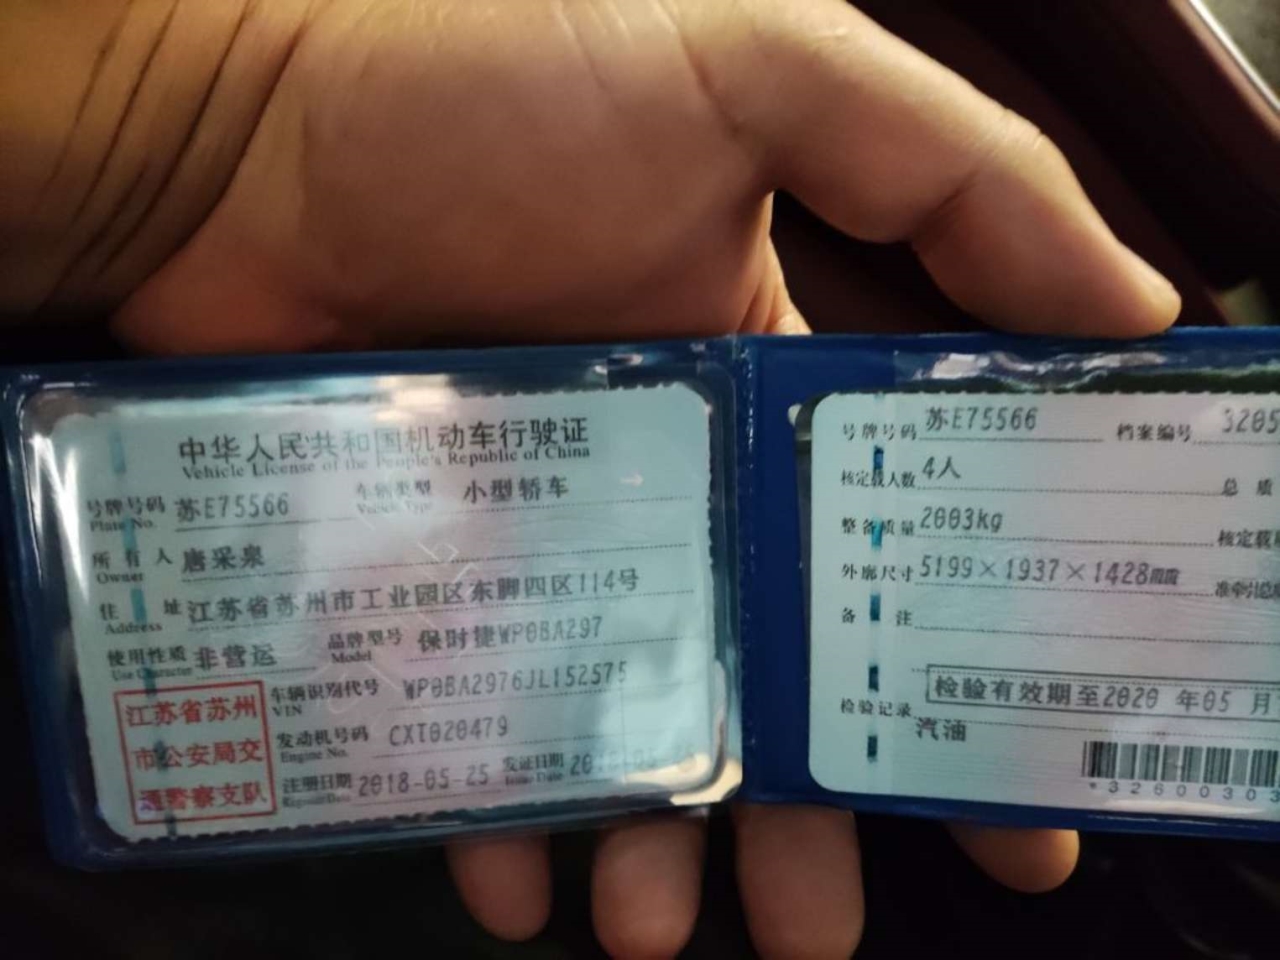 中华人民共和国机动车行驶证
Vehicle License of the People's Republic of China
号牌号码 苏E75566 车辆类型 小型轿车
Plate No. Vehicle Type
所有人 唐采泉
Owner
住址 江苏省苏州市工业园区东脚四区114号
Address
使用性质 非营运 品牌型号 保时捷WP0BA297
Use Character Model
江苏省苏州
市公安局交
通警察支队
车辆识别代号 WP0BA2976JL152575
VIN
发动机号码 CXT020479
Engine No.
注册日期 2018-05-25 发证日期
Register Date Issue Date
号牌号码 苏E75566 档案编号 3205
核定载人数 4人 总质
整备质量 2003kg 核定载
外廓尺寸 5199×1937×1428
备注
检验有效期至2020 年05 月
检验记录
汽油
*32600303